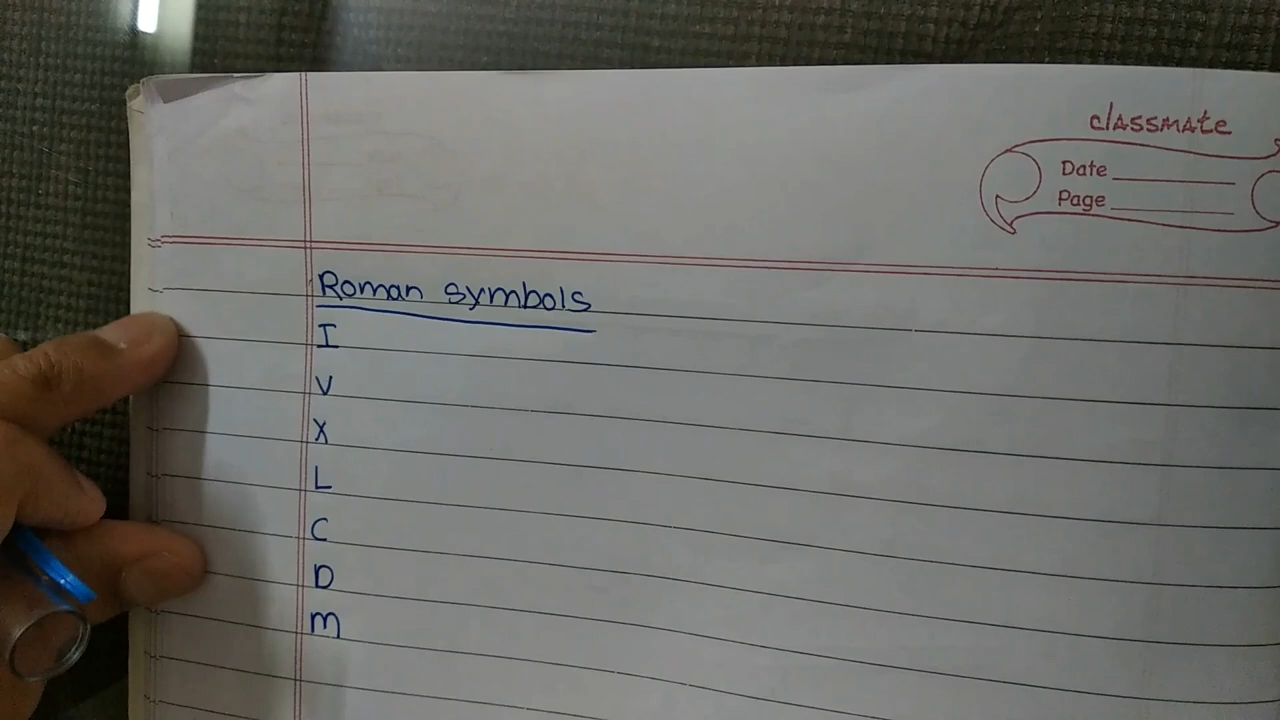 classmate
Date
Page
Roman symbols
I
V
X
L
C
D
M